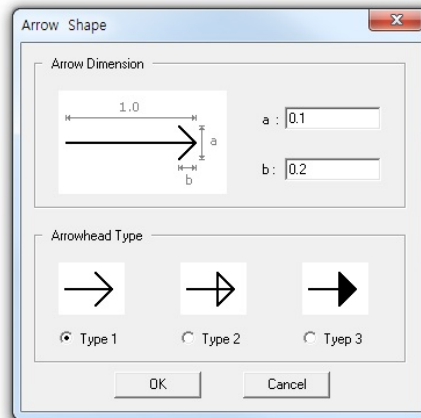 Arrow Shape
Arrow Dimension
1.0
a
b
a : 0.1
b : 0.2
Arrowhead Type
Type 1 Type 2 Tyep 3
OK Cancel